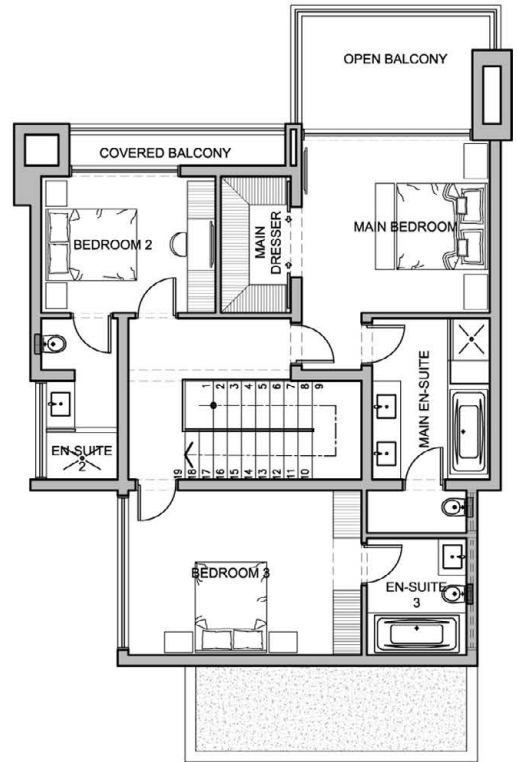 OPEN BALCONY
COVERED BALCONY
BEDROOM 2
MAIN
DRESSER
MAIN BEDROOM
1
2
3
4
5
6
7
8
9
19
18
17
16
15
14
13
12
11
10
MAIN EN-SUITE
EN SUITE
2
BEDROOM 3
EN-SUITE
3